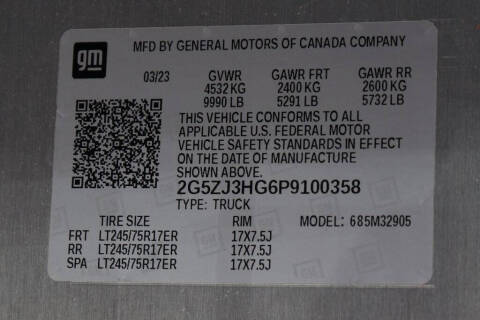 gm
MFD BY GENERAL MOTORS OF CANADA COMPANY
03/23 GVWR GAWR FRT GAWR RR
4532 KG 2400 KG 2600 KG
9990 LB 5291 LB 5732 LB
THIS VEHICLE CONFORMS TO ALL
APPLICABLE U.S. FEDERAL MOTOR
VEHICLE SAFETY STANDARDS IN EFFECT
ON THE DATE OF MANUFACTURE
SHOWN ABOVE.
2G5ZJ3HG6P9100358
TYPE: TRUCK
TIRE SIZE RIM MODEL: 685M32905
FRT LT245/75R17ER 17X7.5J
RR LT245/75R17ER 17X7.5J
SPA LT245/75R17ER 17X7.5J